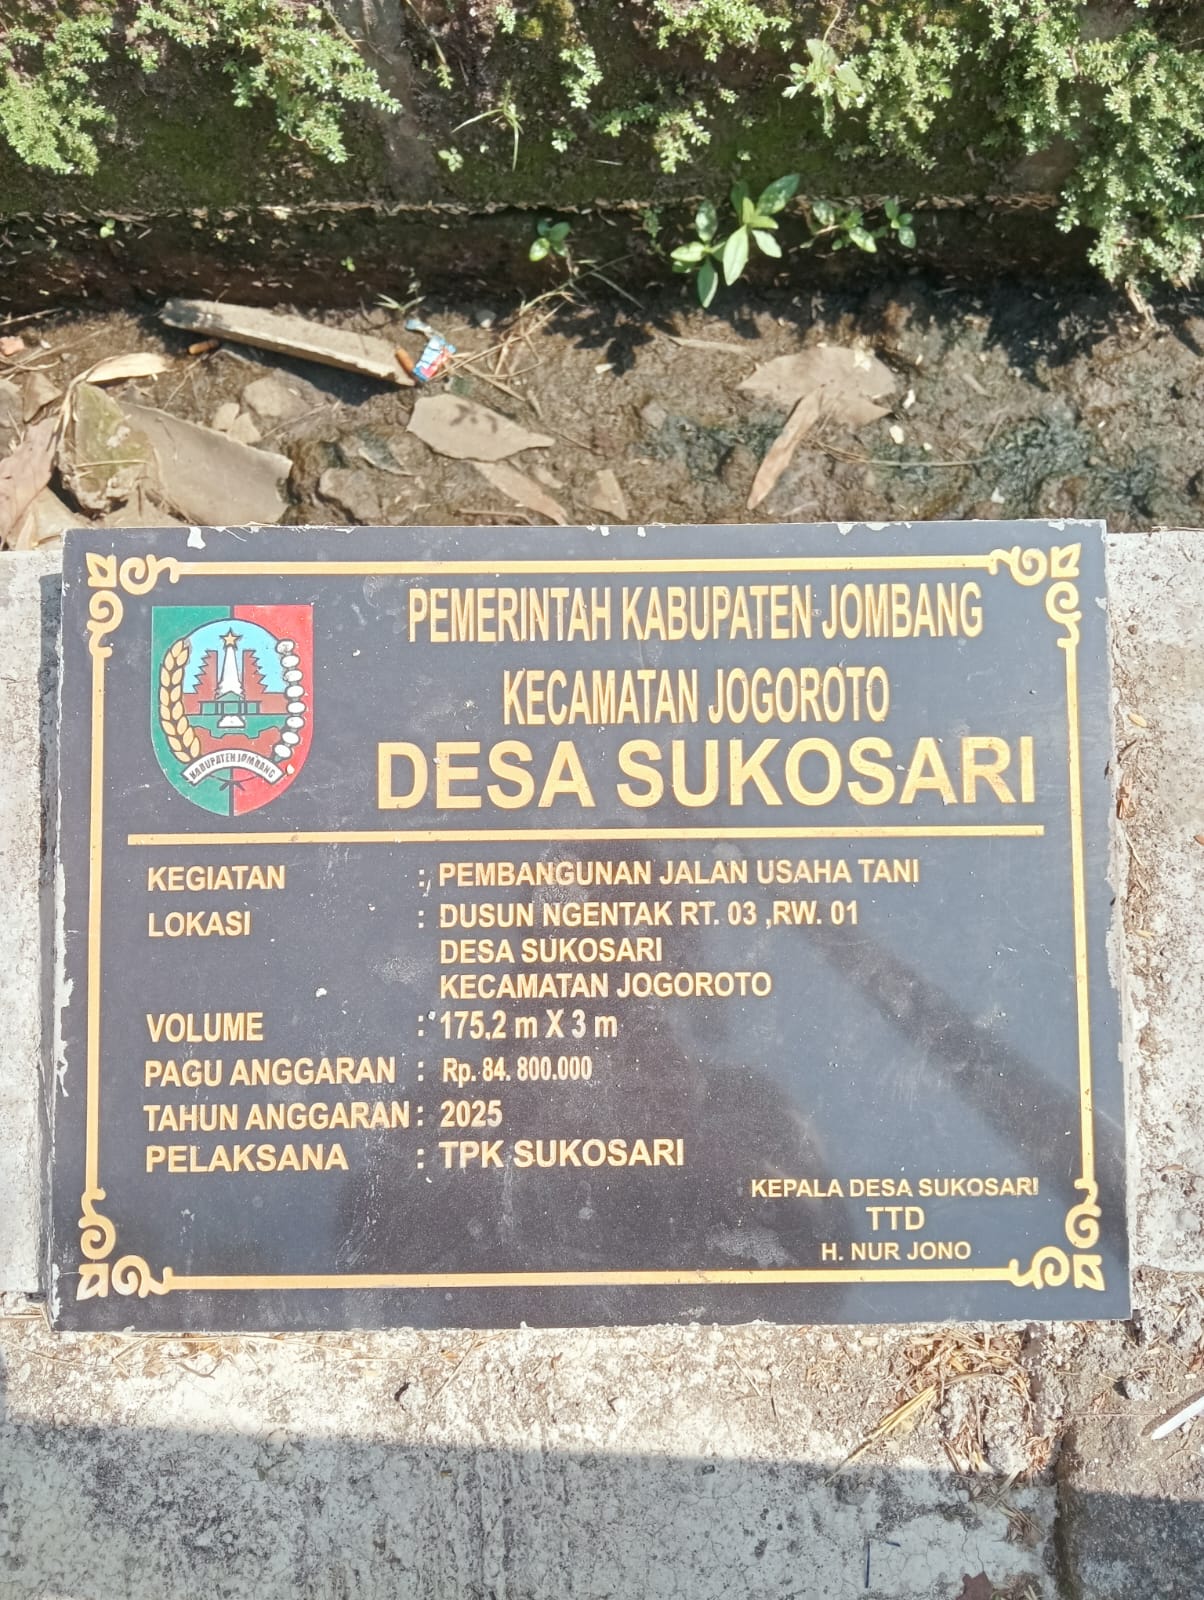 PEMERINTAH KABUPATEN JOMBANG
KECAMATAN JOGOROTO
DESA SUKOSARI
KABUPATEN JOMBANG
KEGIATAN : PEMBANGUNAN JALAN USAHA TANI
LOKASI : DUSUN NGENTAK RT. 03 ,RW. 01
DESA SUKOSARI
KECAMATAN JOGOROTO
VOLUME : 175,2 m X 3 m
PAGU ANGGARAN : Rp. 84. 800.000
TAHUN ANGGARAN : 2025
PELAKSANA : TPK SUKOSARI
KEPALA DESA SUKOSARI
TTD
H. NUR JONO